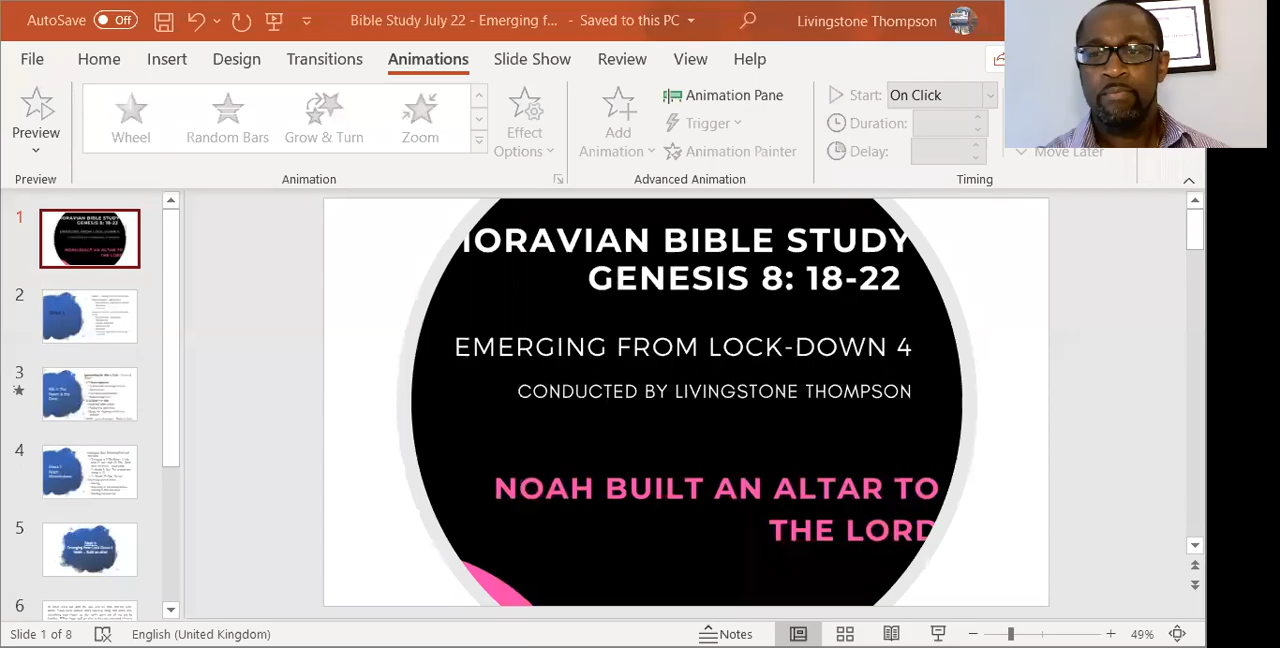 AutoSave Off Bible Study July 22 - Emerging f... - Saved to this PC Livingstone Thompson
File Home Insert Design Transitions Animations Slide Show Review View Help
Preview
Wheel Random Bars Grow & Turn Zoom
Effect Options
Add Animation
Animation Pane
Trigger
Animation Painter
Start: On Click
Duration:
Delay:
Move Later
Preview Animation Advanced Animation Timing
1
2
3
4
5
6
ORAVIAN BIBLE STUDY
GENESIS 8: 18-22
EMERGING FROM LOCK-DOWN 4
CONDUCTED BY LIVINGSTONE THOMPSON
NOAH BUILT AN ALTAR TO
THE LORD
Slide 1 of 8 English (United Kingdom) Notes 49%